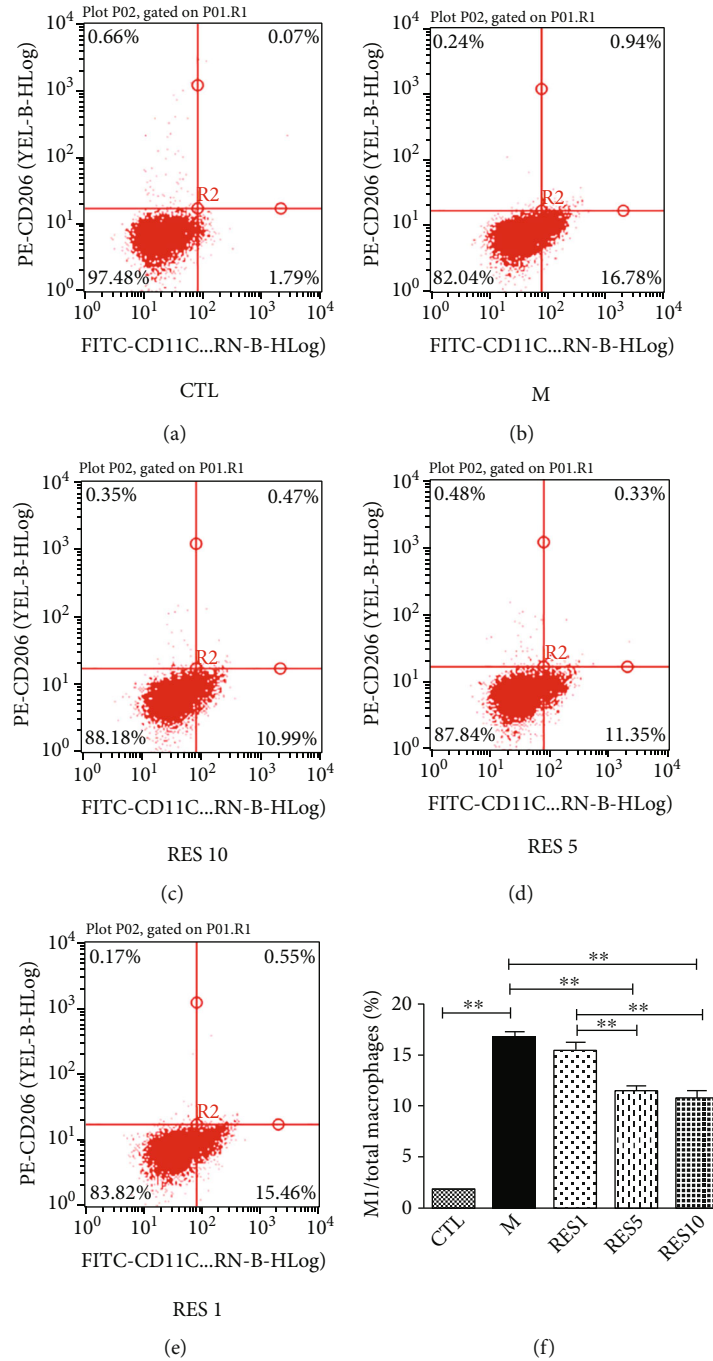 Plot P02, gated on P01.R1
10⁴
0.66%
0.07%
10³
10²
R2
10¹
97.48%
1.79%
10⁰
10⁰ 10¹ 10² 10³ 10⁴
PE-CD206 (YEL-B-HLog)
FITC-CD11C...RN-B-HLog)
CTL
(a)
Plot P02, gated on P01.R1
10⁴
0.24%
0.94%
10³
10²
R2
10¹
82.04%
16.78%
10⁰
10⁰ 10¹ 10² 10³ 10⁴
PE-CD206 (YEL-B-HLog)
FITC-CD11C...RN-B-HLog)
M
(b)
Plot P02, gated on P01.R1
10⁴
0.35%
0.47%
10³
10²
R2
10¹
88.18%
10.99%
10⁰
10⁰ 10¹ 10² 10³ 10⁴
PE-CD206 (YEL-B-HLog)
FITC-CD11C...RN-B-HLog)
RES 10
(c)
Plot P02, gated on P01.R1
10⁴
0.48%
0.33%
10³
10²
R2
10¹
87.84%
11.35%
10⁰
10⁰ 10¹ 10² 10³ 10⁴
PE-CD206 (YEL-B-HLog)
FITC-CD11C...RN-B-HLog)
RES 5
(d)
Plot P02, gated on P01.R1
10⁴
0.17%
0.55%
10³
10²
R2
10¹
83.82%
15.46%
10⁰
10⁰ 10¹ 10² 10³ 10⁴
PE-CD206 (YEL-B-HLog)
FITC-CD11C...RN-B-HLog)
RES 1
(e)
**
**
**
**
**
20
15
10
5
0
M1/total macrophages (%)
CTL
M
RES1
RES5
RES10
(f)